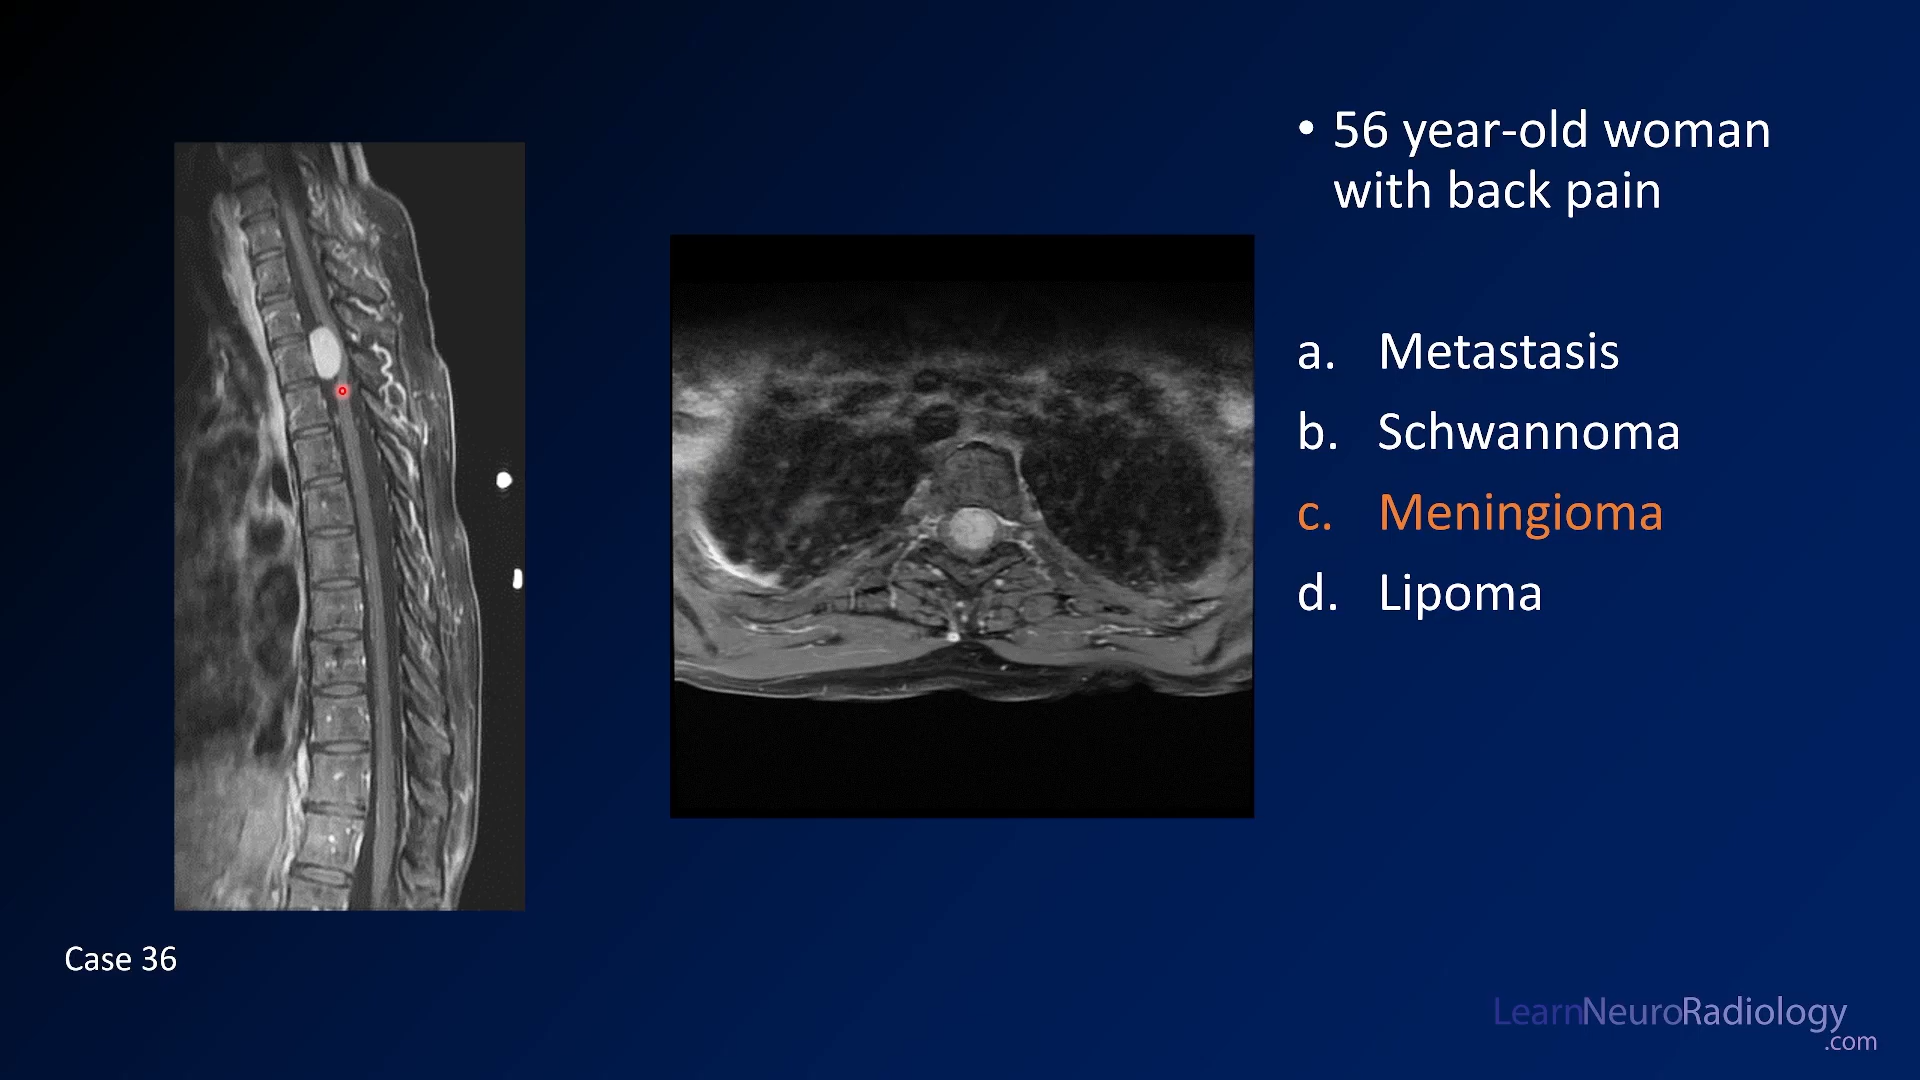 • 56 year-old woman
with back pain
a. Metastasis
b. Schwannoma
c. Meningioma
d. Lipoma
Case 36
LearnNeuroRadiology
.com